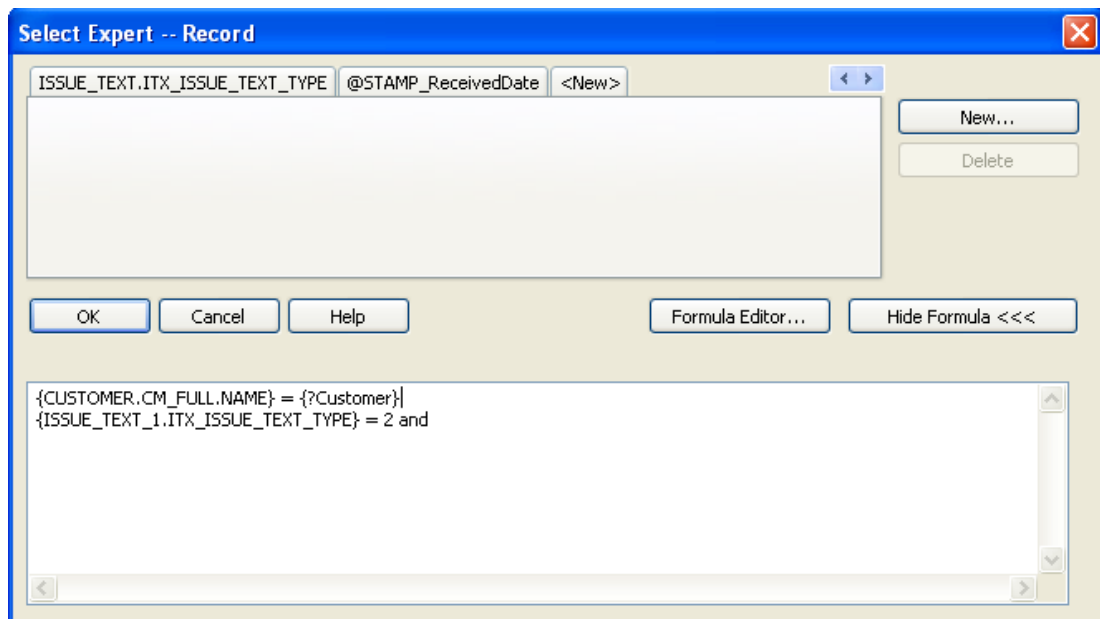 Select Expert -- Record
ISSUE_TEXT.ITX_ISSUE_TEXT_TYPE @STAMP_ReceivedDate <New>
New...
Delete
OK Cancel Help Formula Editor... Hide Formula <<<
{CUSTOMER.CM_FULL.NAME} = {?Customer}
{ISSUE_TEXT_1.ITX_ISSUE_TEXT_TYPE} = 2 and